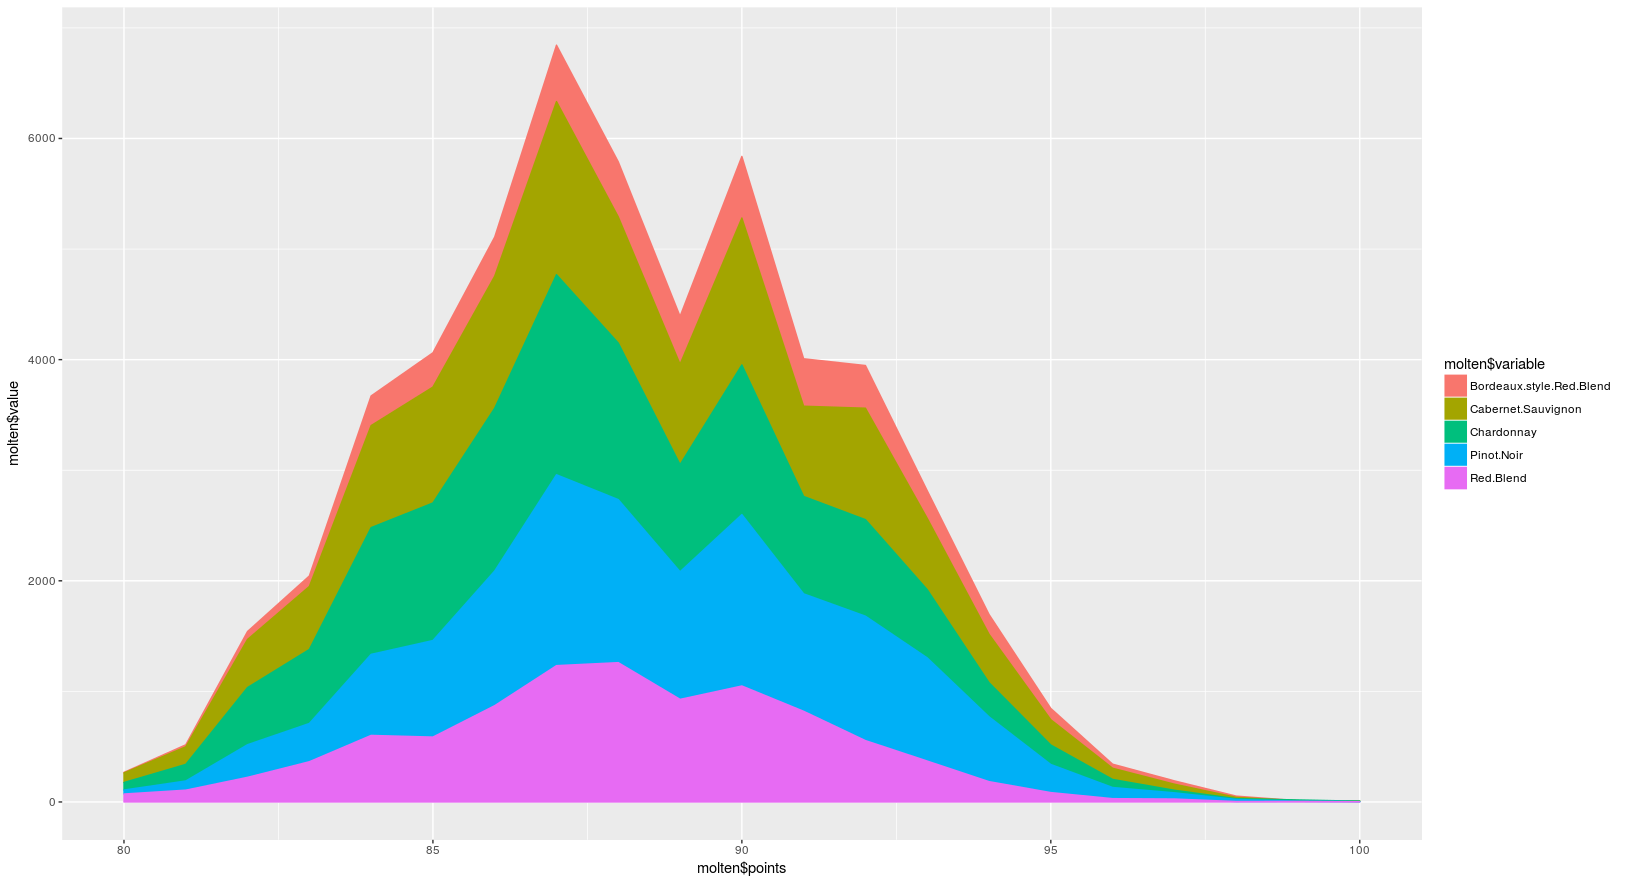 6000
4000
2000
0
molten$value
80
85
90
95
100
molten$points
molten$variable
Bordeaux.style.Red.Blend
Cabernet.Sauvignon
Chardonnay
Pinot.Noir
Red.Blend